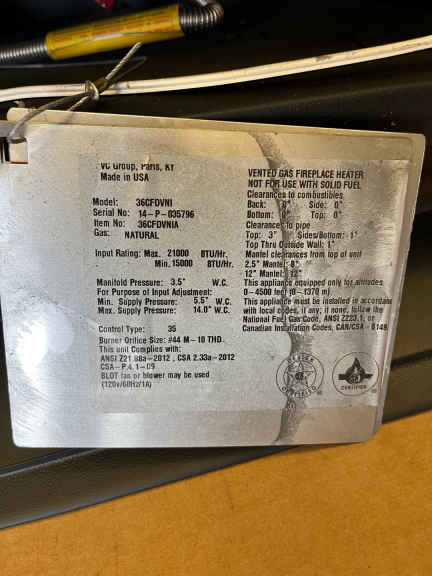 VC Group, Paris, KY
Made in USA
Model: 36CFDVNI
Serial No: 14-P-035796
Item No: 36CFDVNIA
Gas: NATURAL
Input Rating: Max. 21000 BTU/Hr.
Min. 15000 BTU/Hr.
Manifold Pressure: 3.5" W.C.
For Purpose of Input Adjustment:
Min. Supply Pressure: 5.5" W.C.
Max. Supply Pressure: 14.0" W.C.
Control Type: 35
Burner Orifice Size: #44 M-10 THD.
This unit Complies with:
ANSI Z21.88a-2012 , CSA 2.33a-2012
CSA-P.4.1-09
BLOT fan or blower may be used
(120v/60Hz/1A)
VENTED GAS FIREPLACE HEATER
NOT FOR USE WITH SOLID FUEL
Clearances to combustibles
Back: 0" Side: 0"
Bottom: 0" Top: 0"
Clearances to pipe
Top: 3" Sides/Bottom: 1"
Top Thru Outside Wall: 1"
Mantel clearances from top of unit
2.5" Mantel: 8"
12" Mantel: 12"
This appliance equipped only for altitudes
0-4500 feet (0-1370 m).
This appliance must be installed in accordance
with local codes, if any; if none, follow the
National Fuel Gas Code, ANSI Z223.1, or
Canadian Installation Codes, CAN/CSA-B149
CERTIFIED